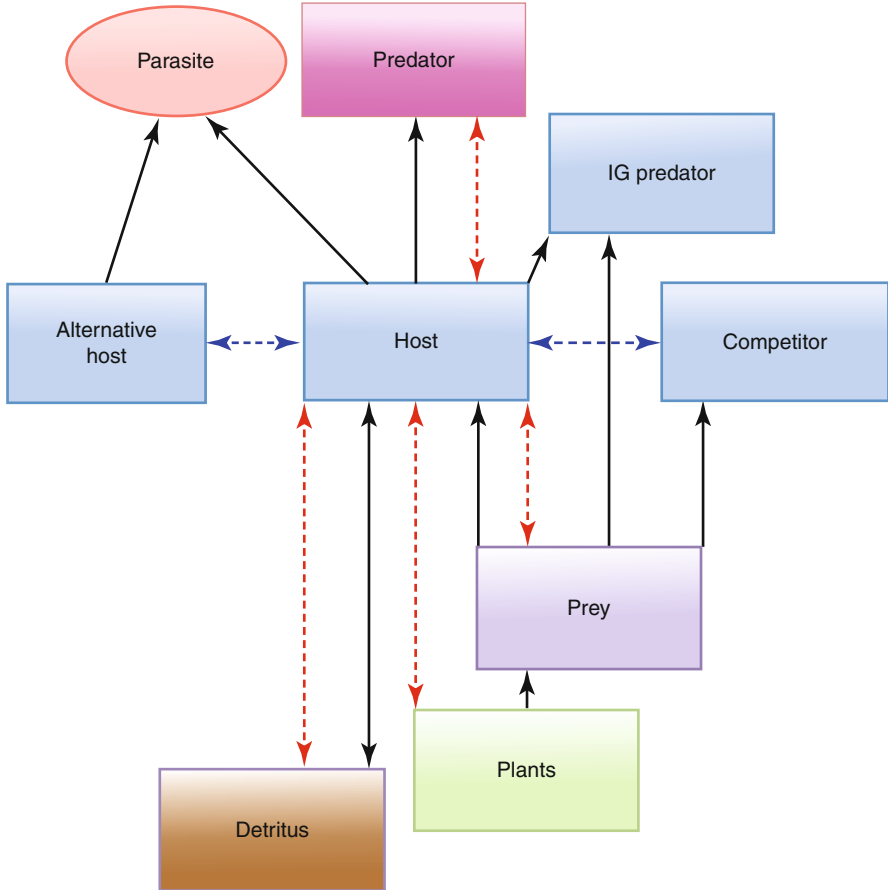 Parasite
Predator
IG predator
Alternative
host
Host
Competitor
Prey
Plants
Detritus